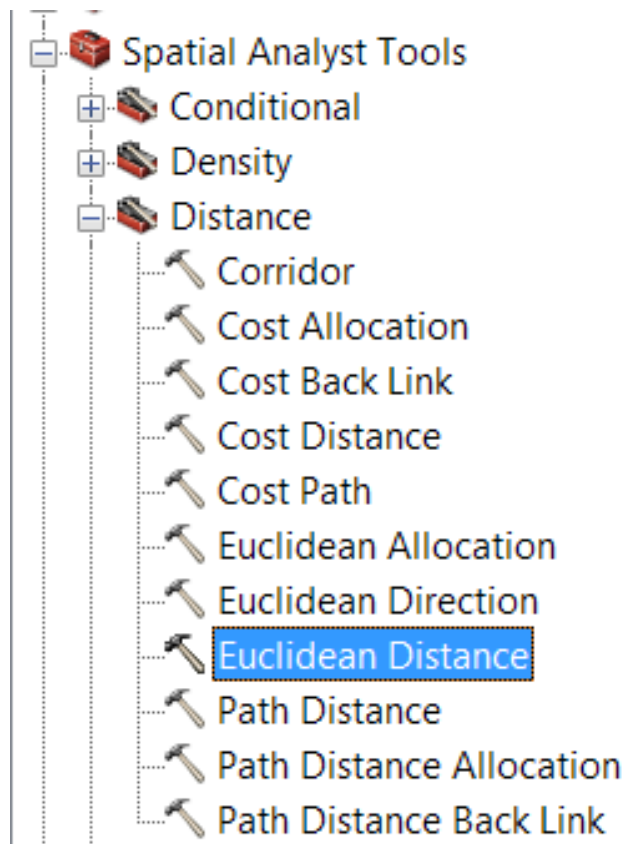 Spatial Analyst Tools
Conditional
Density
Distance
Corridor
Cost Allocation
Cost Back Link
Cost Distance
Cost Path
Euclidean Allocation
Euclidean Direction
Euclidean Distance
Path Distance
Path Distance Allocation
Path Distance Back Link